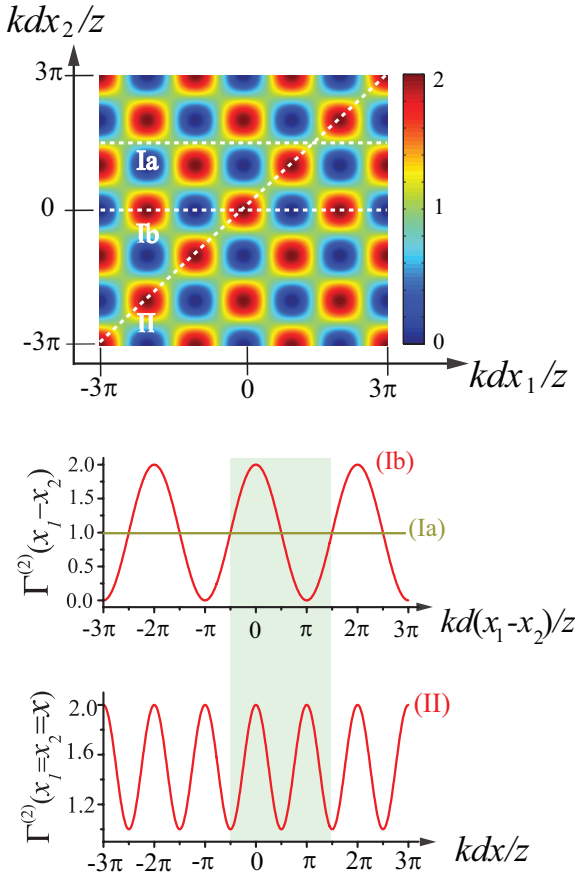 kdx₂/z
3π
2
Ia
1
0
Ib
II
-3π
0
-3π
0
3π
kdx₁/z
Γ⁽²⁾(x₁-x₂)
2.0
1.5
1.0
0.5
0.0
(Ib)
(Ia)
-3π -2π -π 0 π 2π 3π
kd(x₁-x₂)/z
Γ⁽²⁾(x₁=x₂=x)
2.0
1.6
1.2
(II)
-3π -2π -π 0 π 2π 3π
kdx/z